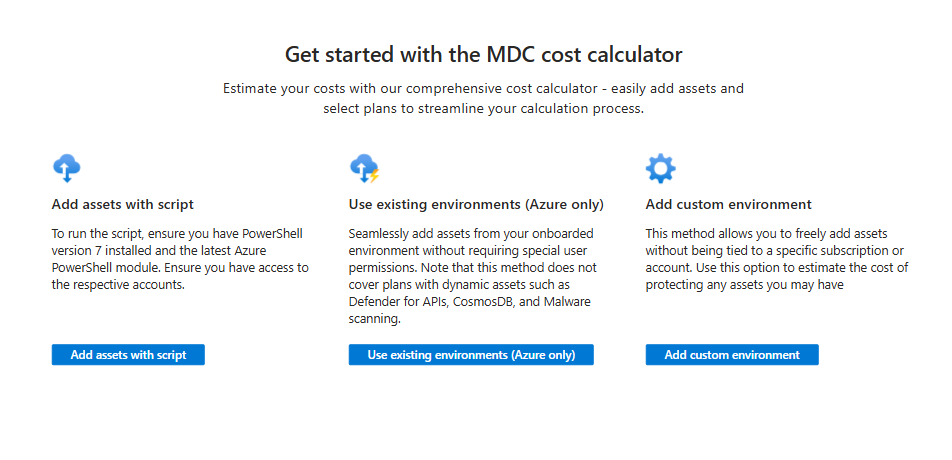 Get started with the MDC cost calculator
Estimate your costs with our comprehensive cost calculator - easily add assets and
select plans to streamline your calculation process.
Add assets with script
To run the script, ensure you have PowerShell
version 7 installed and the latest Azure
PowerShell module. Ensure you have access to
the respective accounts.
Add assets with script
Use existing environments (Azure only)
Seamlessly add assets from your onboarded
environment without requiring special user
permissions. Note that this method does not
cover plans with dynamic assets such as
Defender for APIs, CosmosDB, and Malware
scanning.
Use existing environments (Azure only)
Add custom environment
This method allows you to freely add assets
without being tied to a specific subscription or
account. Use this option to estimate the cost of
protecting any assets you may have
Add custom environment